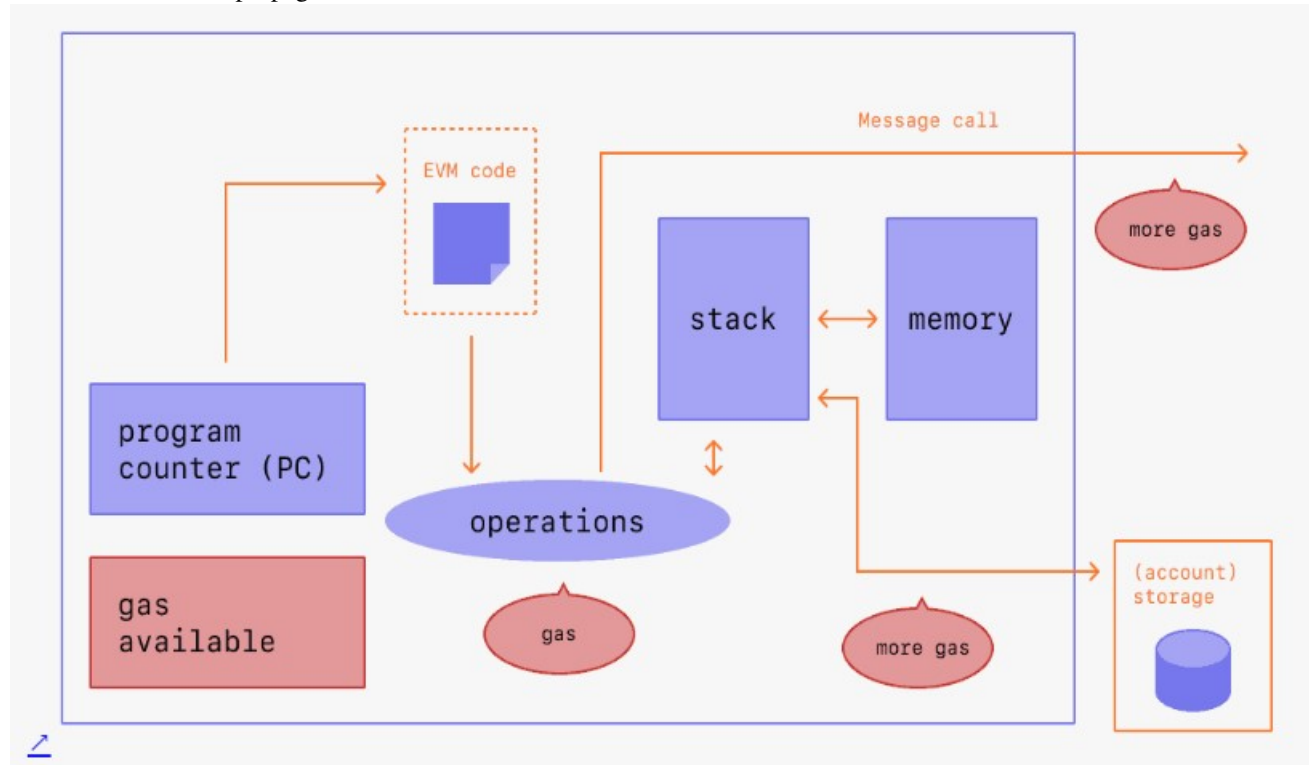 Message call
EVM code
more gas
stack
memory
program
counter (PC)
operations
(account)
storage
gas
available
gas
more gas